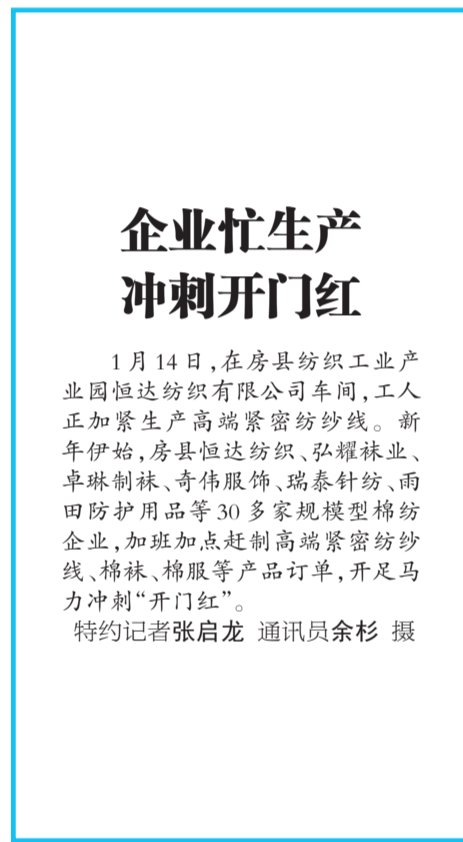 企业忙生产
冲刺开门红
1月14日，在房县纺织工业产
业园恒达纺织有限公司车间，工人
正加紧生产高端紧密纺纱线。新
年伊始，房县恒达纺织、弘耀袜业、
卓琳制袜、奇伟服饰、瑞泰针纺、雨
田防护用品等30多家规模型棉纺
企业，加班加点赶制高端紧密纺纱
线、棉袜、棉服等产品订单，开足马
力冲刺“开门红”。
特约记者张启龙 通讯员余杉 摄